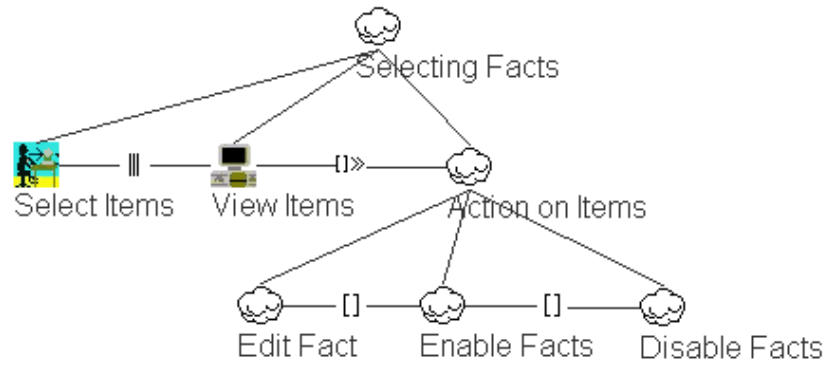 Selecting Facts
||| []»
Select Items View Items Action on Items
[] []
Edit Fact Enable Facts Disable Facts